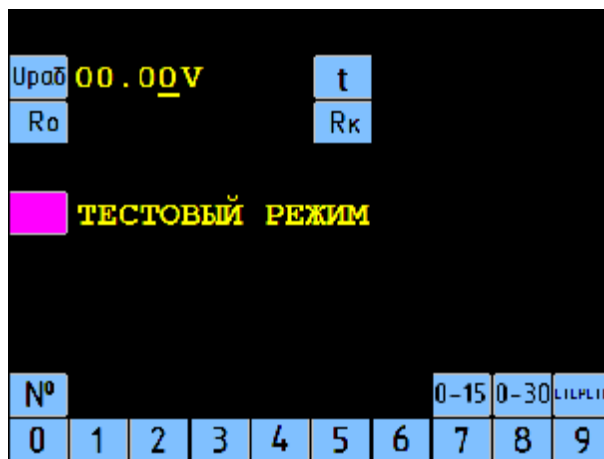 Uраб 00.00V t
Rо Rк
ТЕСТОВЫЙ РЕЖИМ
Nº 0-15 0-30
0 1 2 3 4 5 6 7 8 9